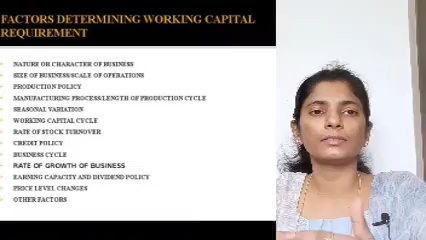 FACTORS DETERMINING WORKING CAPITAL
REQUIREMENT
NATURE OR CHARACTER OF BUSINESS
SIZE OF BUSINESS/SCALE OF OPERATIONS
PRODUCTION POLICY
MANUFACTURING PROCESS/LENGTH OF PRODUCTION CYCLE
SEASONAL VARIATION
WORKING CAPITAL CYCLE
RATE OF STOCK TURNOVER
CREDIT POLICY
BUSINESS CYCLE
RATE OF GROWTH OF BUSINESS
EARNING CAPACITY AND DIVIDEND POLICY
PRICE LEVEL CHANGES
OTHER FACTORS